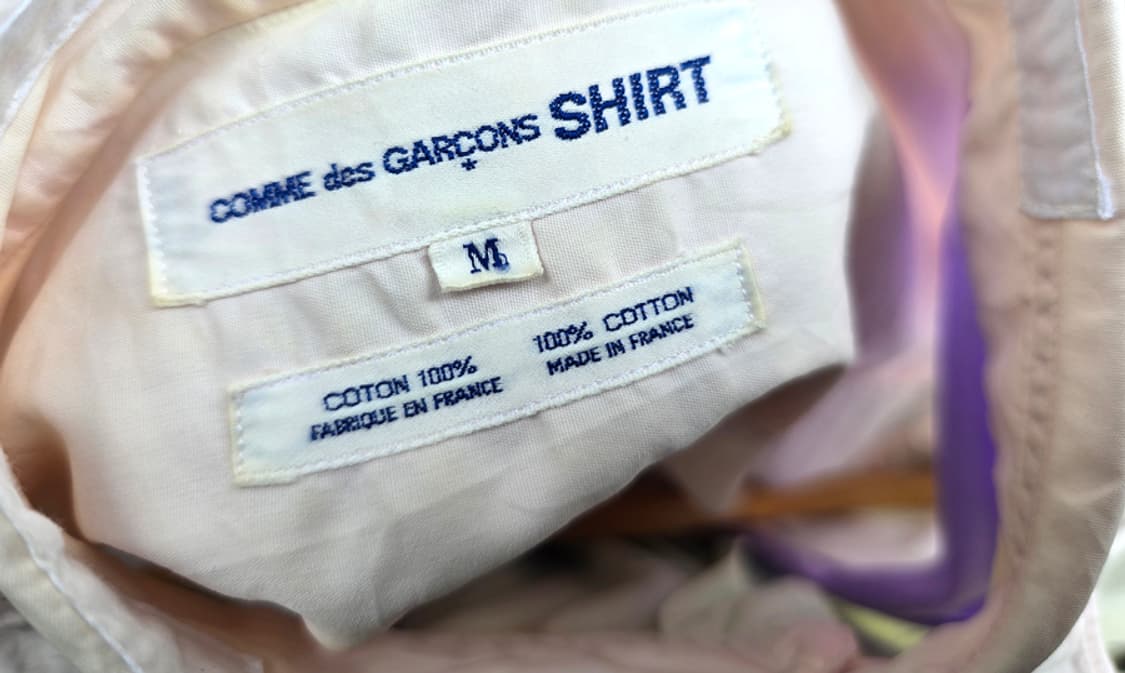 COMME des GARÇONS SHIRT
*
M
COTON 100%
FABRIQUE EN FRANCE
100% COTTON
MADE IN FRANCE